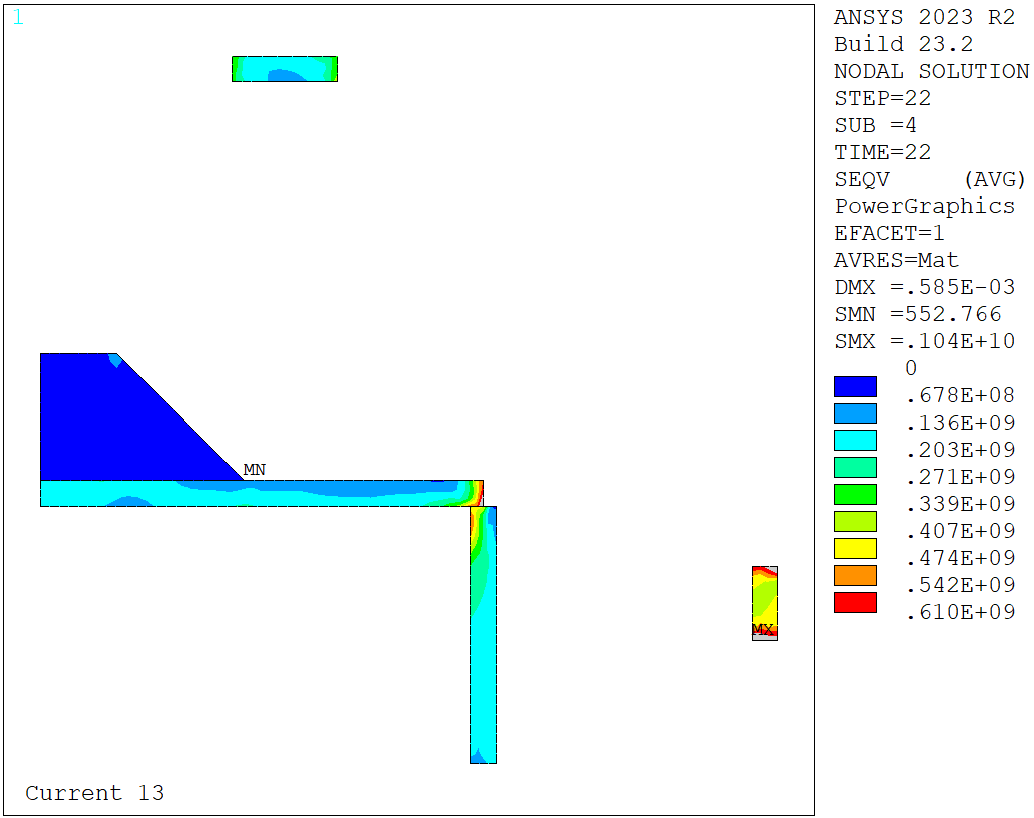 1
ANSYS 2023 R2
Build 23.2
NODAL SOLUTION
STEP=22
SUB =4
TIME=22
SEQV (AVG)
PowerGraphics
EFACET=1
AVRES=Mat
DMX =.585E-03
SMN =552.766
SMX =.104E+10
0
.678E+08
.136E+09
.203E+09
.271E+09
.339E+09
.407E+09
.474E+09
.542E+09
.610E+09
MN
MX
Current 13